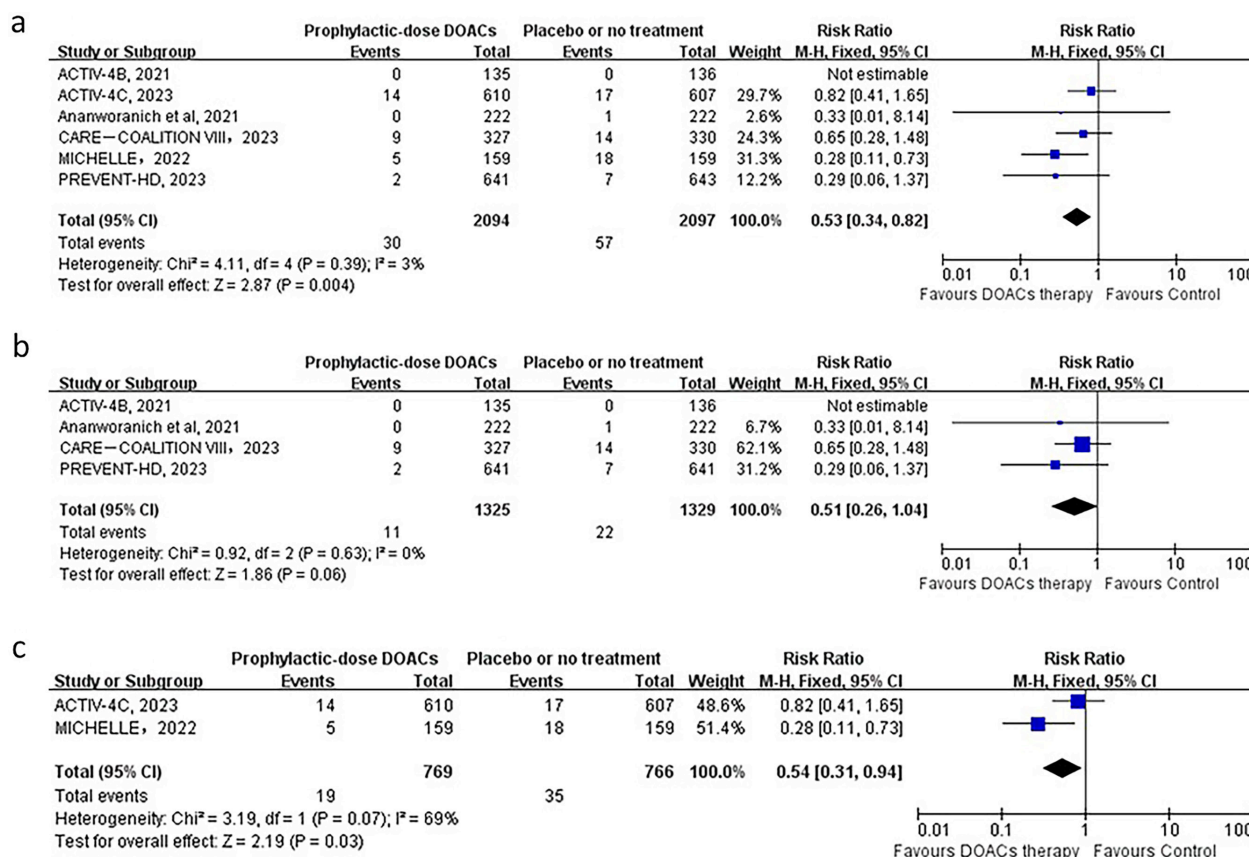 a
Prophylactic-dose DOACs Placebo or no treatment Risk Ratio Risk Ratio
Study or Subgroup Events Total Events Total Weight M-H, Fixed, 95% CI M-H, Fixed, 95% CI
ACTIV-4B, 2021 0 135 0 136 Not estimable
ACTIV-4C, 2023 14 610 17 607 29.7% 0.82 [0.41, 1.65]
Ananworanich et al, 2021 0 222 1 222 2.6% 0.33 [0.01, 8.14]
CARE—COALITION VIII，2023 9 327 14 330 24.3% 0.65 [0.28, 1.48]
MICHELLE，2022 5 159 18 159 31.3% 0.28 [0.11, 0.73]
PREVENT-HD, 2023 2 641 7 643 12.2% 0.29 [0.06, 1.37]
Total (95% CI) 2094 2097 100.0% 0.53 [0.34, 0.82]
Total events 30 57
Heterogeneity: Chi² = 4.11, df = 4 (P = 0.39); I² = 3%
Test for overall effect: Z = 2.87 (P = 0.004)
0.01 0.1 1 10 100
Favours DOACs therapy Favours Control
b
Prophylactic-dose DOACs Placebo or no treatment Risk Ratio Risk Ratio
Study or Subgroup Events Total Events Total Weight M-H, Fixed, 95% CI M-H, Fixed, 95% CI
ACTIV-4B, 2021 0 135 0 136 Not estimable
Ananworanich et al, 2021 0 222 1 222 6.7% 0.33 [0.01, 8.14]
CARE—COALITION VIII，2023 9 327 14 330 62.1% 0.65 [0.28, 1.48]
PREVENT-HD, 2023 2 641 7 641 31.2% 0.29 [0.06, 1.37]
Total (95% CI) 1325 1329 100.0% 0.51 [0.26, 1.04]
Total events 11 22
Heterogeneity: Chi² = 0.92, df = 2 (P = 0.63); I² = 0%
Test for overall effect: Z = 1.86 (P = 0.06)
0.01 0.1 1 10 100
Favours DOACs therapy Favours Control
c
Prophylactic-dose DOACs Placebo or no treatment Risk Ratio Risk Ratio
Study or Subgroup Events Total Events Total Weight M-H, Fixed, 95% CI M-H, Fixed, 95% CI
ACTIV-4C, 2023 14 610 17 607 48.6% 0.82 [0.41, 1.65]
MICHELLE，2022 5 159 18 159 51.4% 0.28 [0.11, 0.73]
Total (95% CI) 769 766 100.0% 0.54 [0.31, 0.94]
Total events 19 35
Heterogeneity: Chi² = 3.19, df = 1 (P = 0.07); I² = 69%
Test for overall effect: Z = 2.19 (P = 0.03)
0.01 0.1 1 10 100
Favours DOACs therapy Favours Control